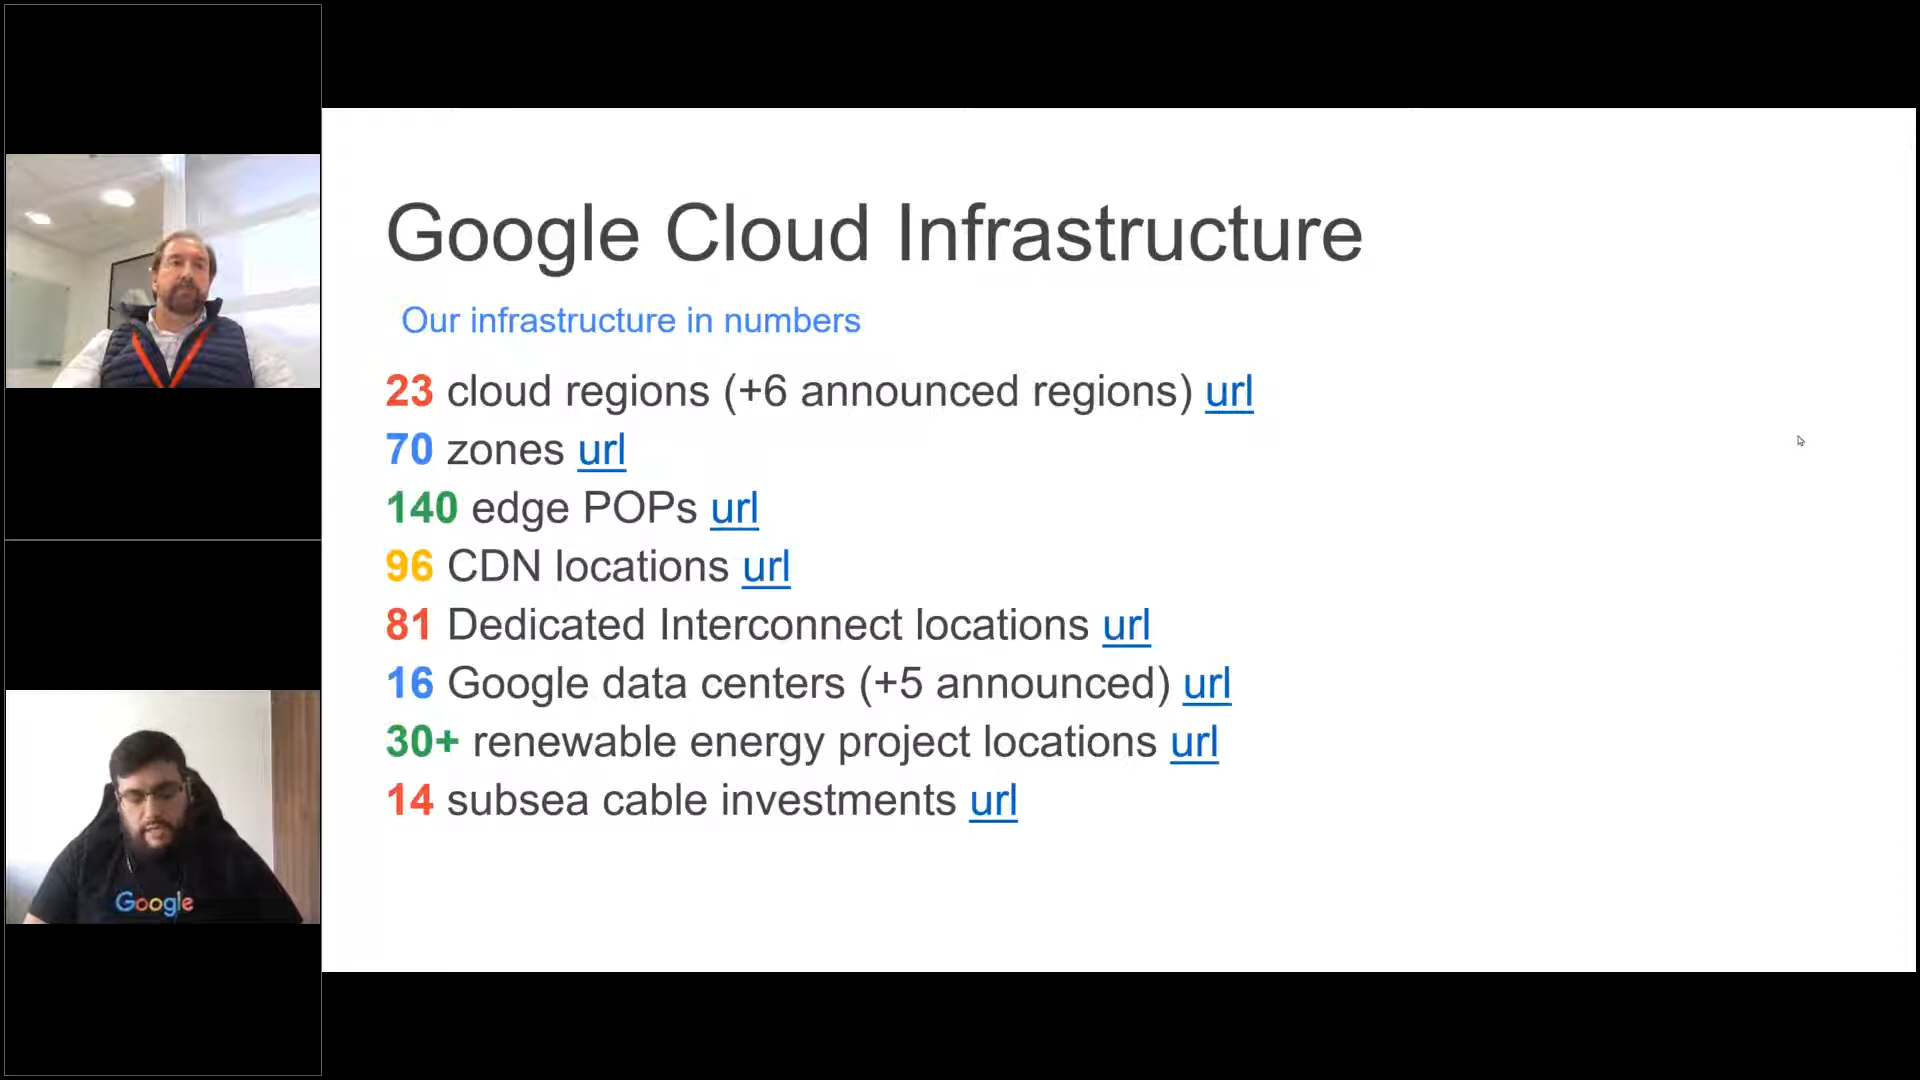 Google Cloud Infrastructure
Our infrastructure in numbers
23 cloud regions (+6 announced regions) url
70 zones url
140 edge POPs url
96 CDN locations url
81 Dedicated Interconnect locations url
16 Google data centers (+5 announced) url
30+ renewable energy project locations url
14 subsea cable investments url
Google